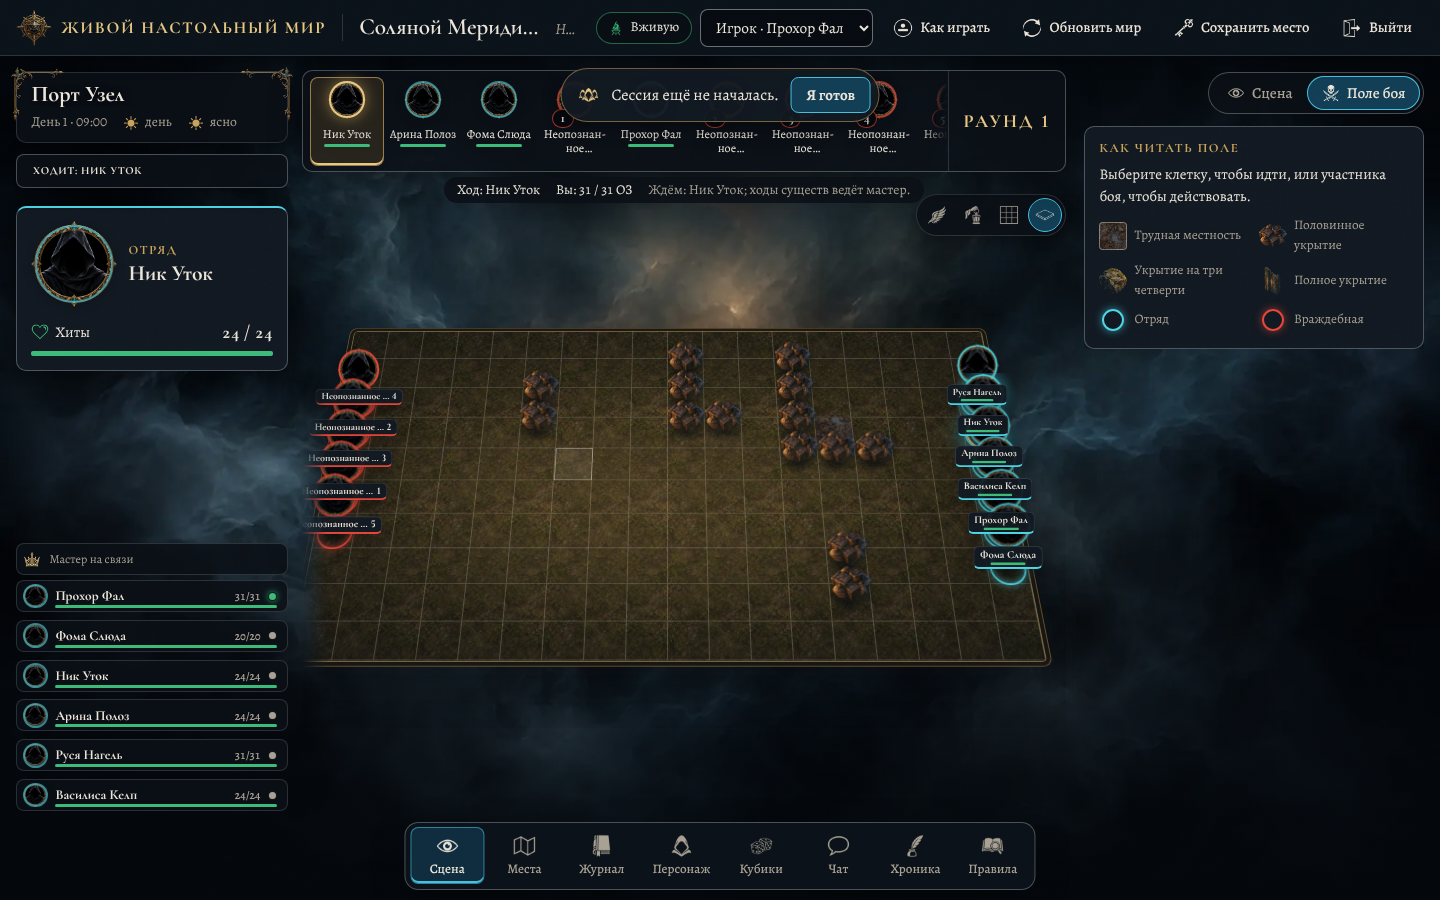 ЖИВОЙ НАСТОЛЬНЫЙ МИР
Соляной Мериди...
Н...
Вживую
Игрок · Прохор Фал
Как играть
Обновить мир
Сохранить место
Выйти
Порт Узел
День 1 · 09:00
день
ясно
ХОДИТ: НИК УТОК
ОТРЯД
Ник Уток
Хиты
24 / 24
Ник Уток
Арина Полоз
Фома Слюда
1
Неопознан-
ное...
Прохор Фал
Неопознан-
ное...
Неопознан-
ное...
4
Неопознан-
ное...
5
РАУНД 1
Сессия ещё не началась.
Я готов
Ход: Ник Уток
Вы: 31 / 31 ОЗ
Ждём: Ник Уток; ходы существ ведёт мастер.
Сцена
Поле боя
КАК ЧИТАТЬ ПОЛЕ
Выберите клетку, чтобы идти, или участника
боя, чтобы действовать.
Трудная местность
Половинное
укрытие
Укрытие на три
четверти
Полное укрытие
Отряд
Враждебная
Неопознанное ... 4
Неопознанное ... 2
Неопознанное ... 3
Неопознанное ... 1
опознанное ... 5
Руся Нагель
Ник Уток
Арина Полоз
Василиса Келп
Прохор Фал
Фома Слюда
Мастер на связи
Прохор Фал
31/31
Фома Слюда
20/20
Ник Уток
24/24
Арина Полоз
24/24
Руся Нагель
31/31
Василиса Келп
24/24
Сцена
Места
Журнал
Персонаж
Кубики
Чат
Хроника
Правила